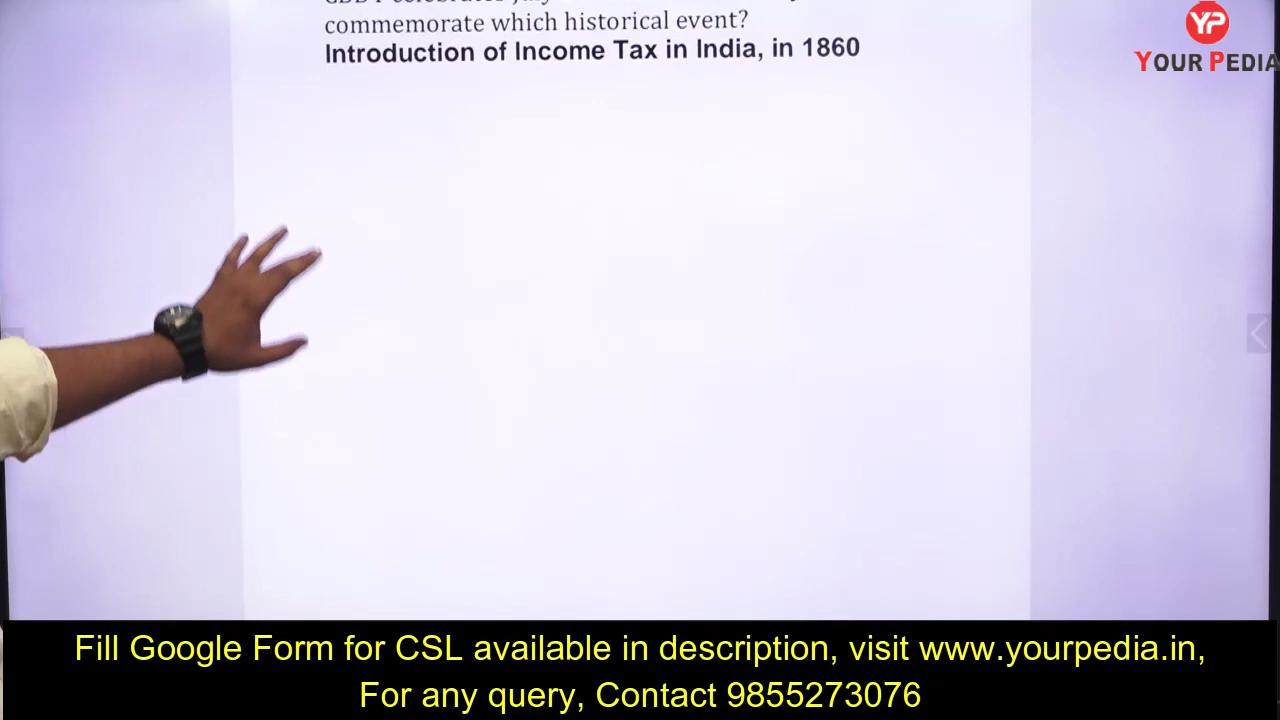 commemorate which historical event?
Introduction of Income Tax in India, in 1860
YP
YOUR PEDIA
Fill Google Form for CSL available in description, visit www.yourpedia.in,
For any query, Contact 9855273076